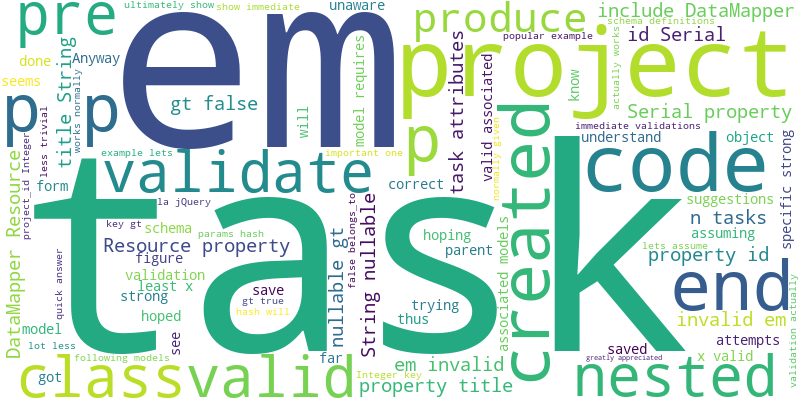 ultimately show
show immediate
unaware
pre
em
produce
include DataMapper
schema definitions
popular example
id Serial
done
Anyway
title String
works normally
project
actually works
seems
gt false
model requires
task attributes
valid associated
know
Serial property
p
p
p
will
immediate validations
less trivial
project_id Integer
example lets
important one
normally given
understand
object
validate
code
DataMapper Resource
form
la jQuery
task
String nullable
false belongs_to
correct
created
suggestions
n tasks
specific strong
key gt
schema
params hash
hoping
assuming
Resource property
parent
lets assume
quick answer
figure
nullable gt
property id
validation
least x
save
trying
associated models
end
strong
gt true
hash will
thus
saved
invalid em
hoped
see
attempts
model
lot less
far
em invalid
x valid
validation actually
got
following models
class
valid
Integer key
property title
nested
greatly appreciated